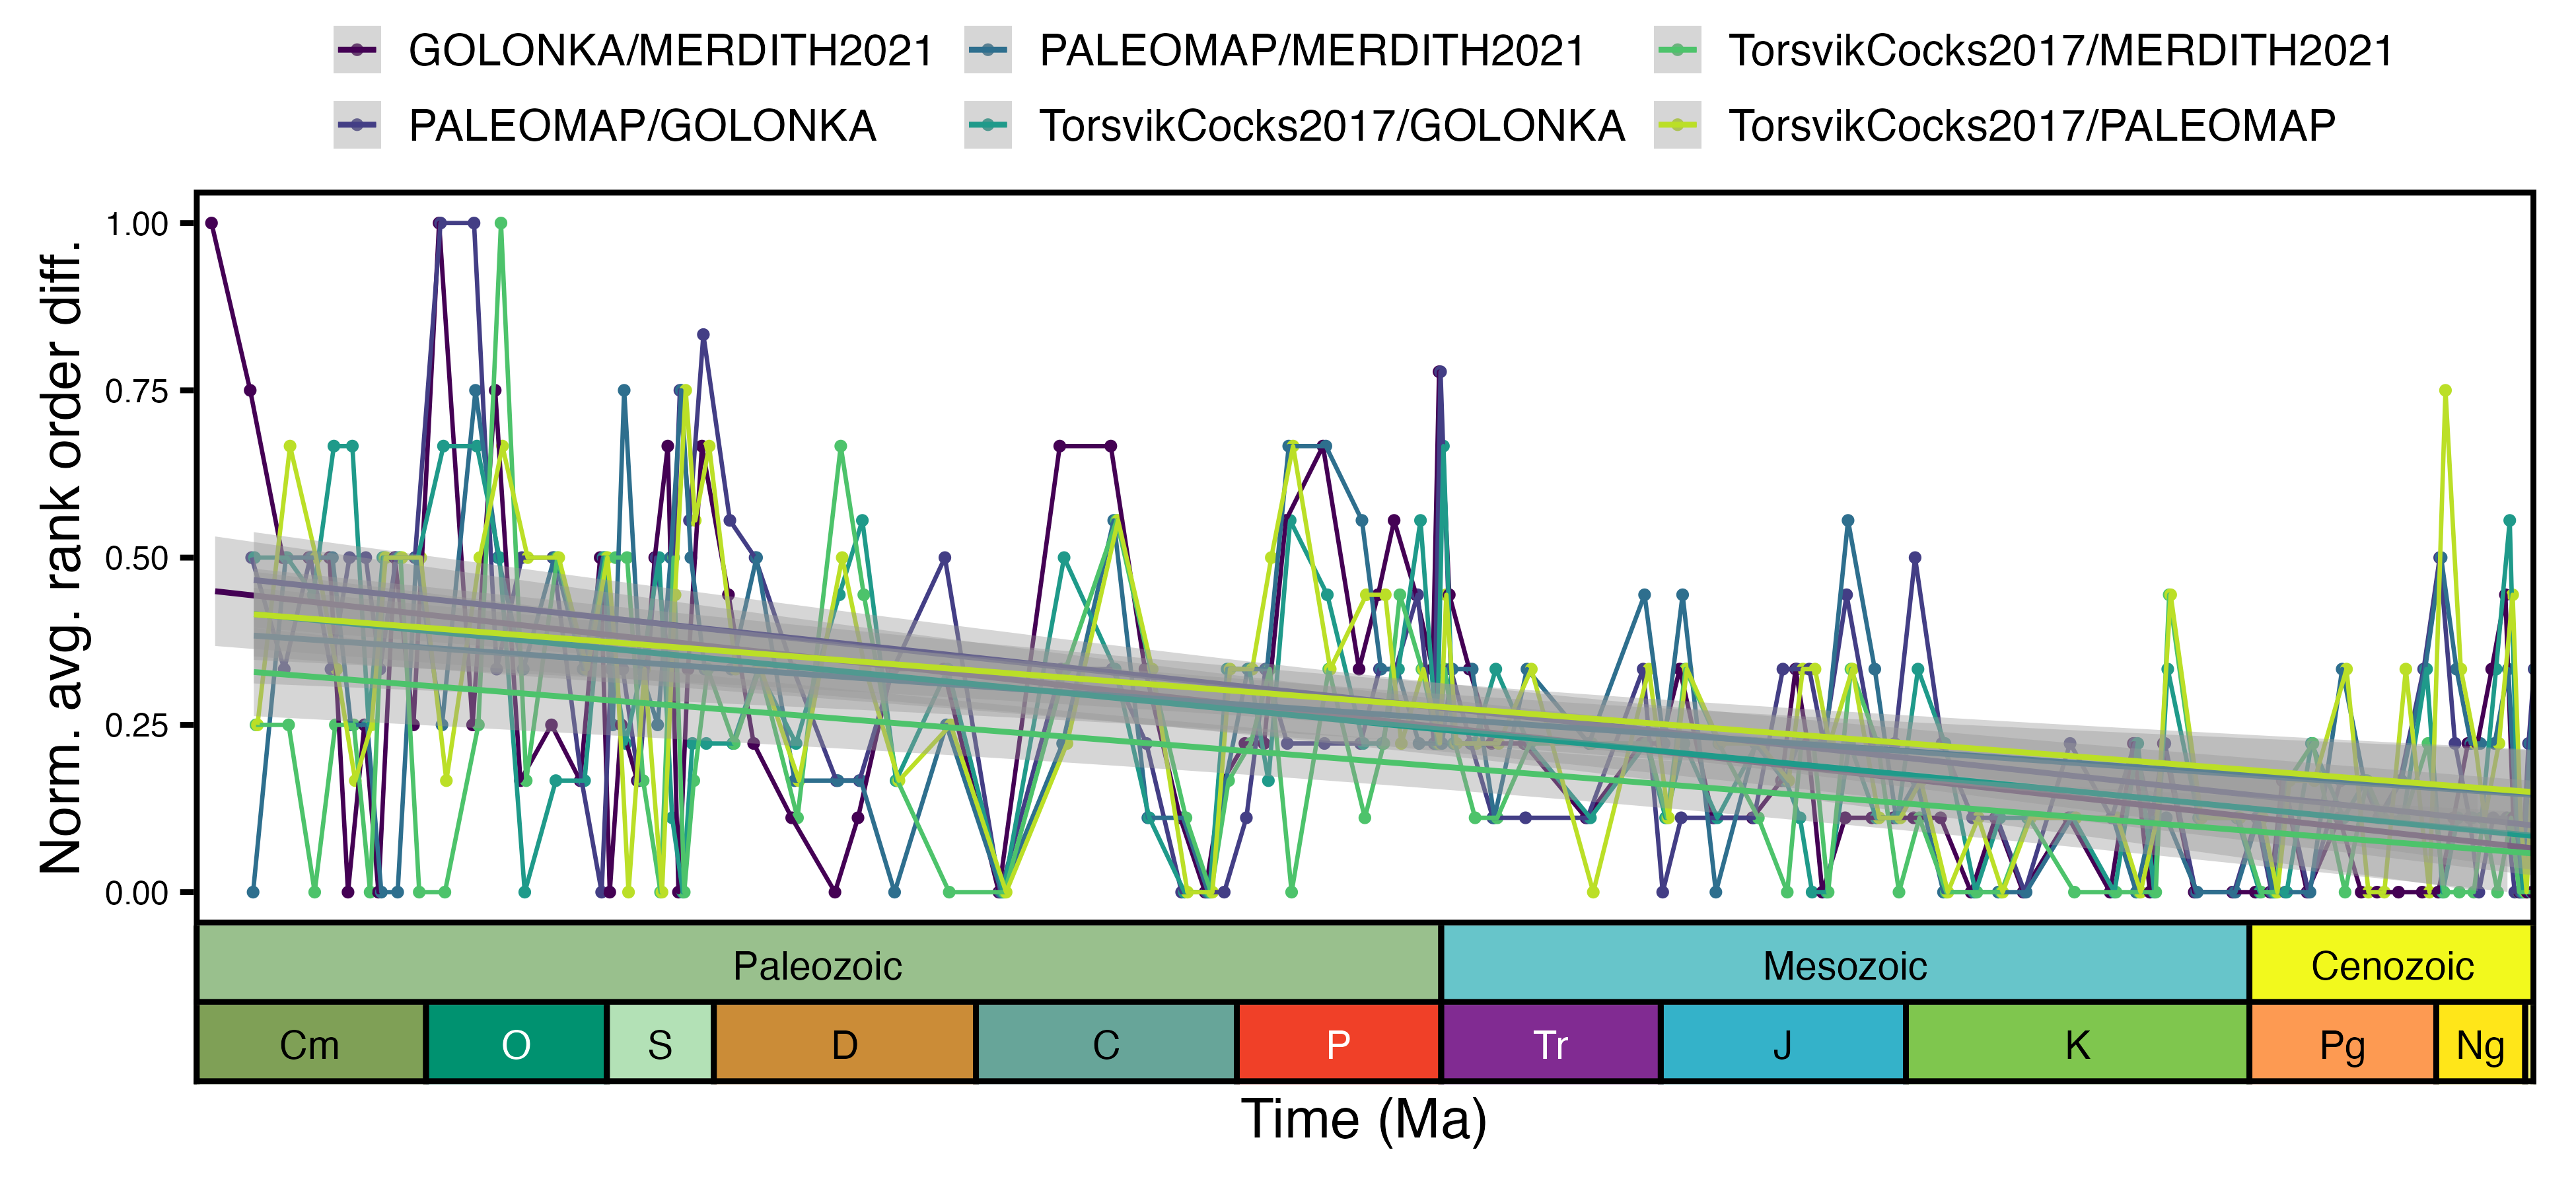 GOLONKA/MERDITH2021
PALEOMAP/MERDITH2021
TorsvikCocks2017/MERDITH2021
PALEOMAP/GOLONKA
TorsvikCocks2017/GOLONKA
TorsvikCocks2017/PALEOMAP
Norm. avg. rank order diff.
1.00
0.75
0.50
0.25
0.00
Paleozoic
Mesozoic
Cenozoic
Cm
O
S
D
C
P
Tr
J
K
Pg
Ng
Time (Ma)